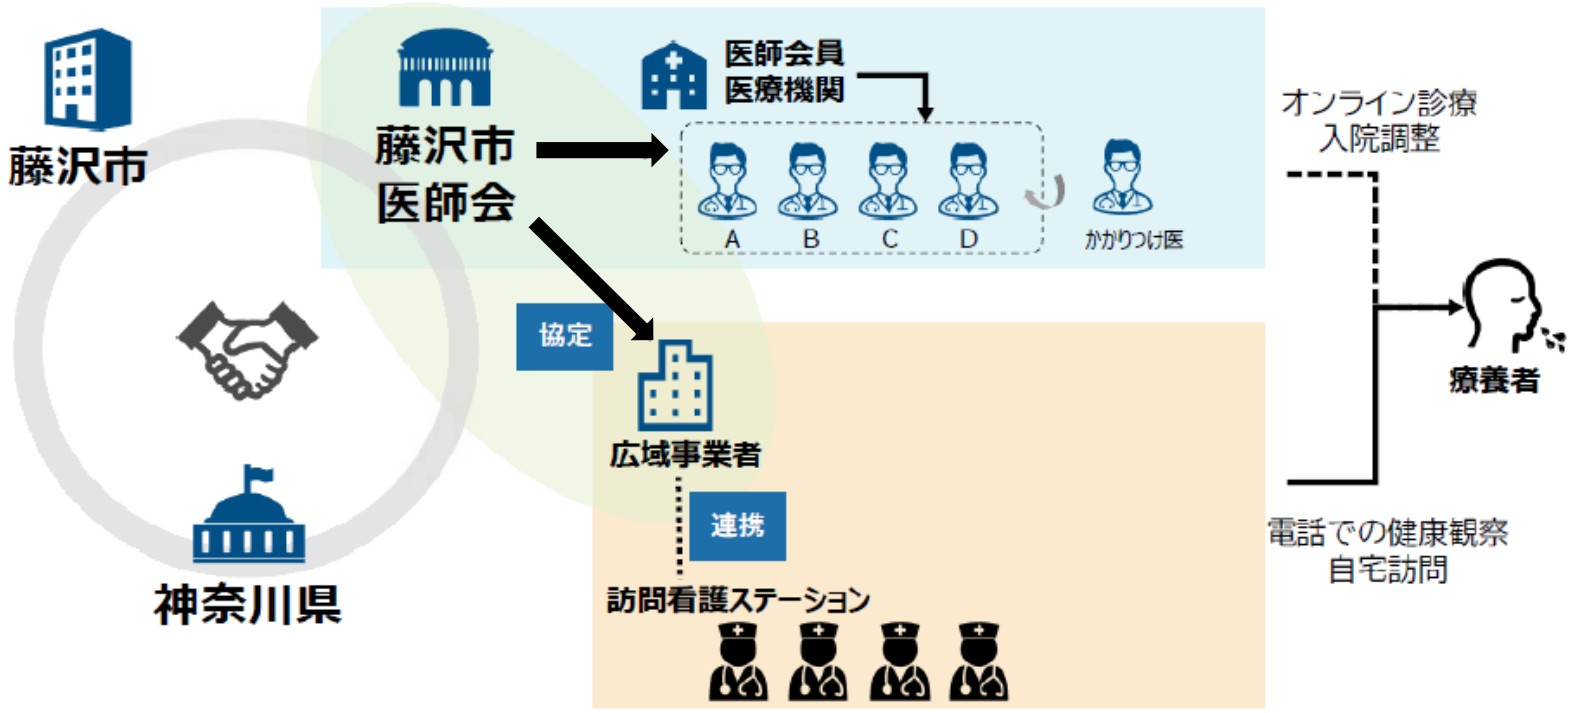 藤沢市
神奈川県
藤沢市
医師会
医師会員
医療機関
A
B
C
D
かかりつけ医
協定
広域事業者
連携
訪問看護ステーション
オンライン診療
入院調整
療養者
電話での健康観察
自宅訪問